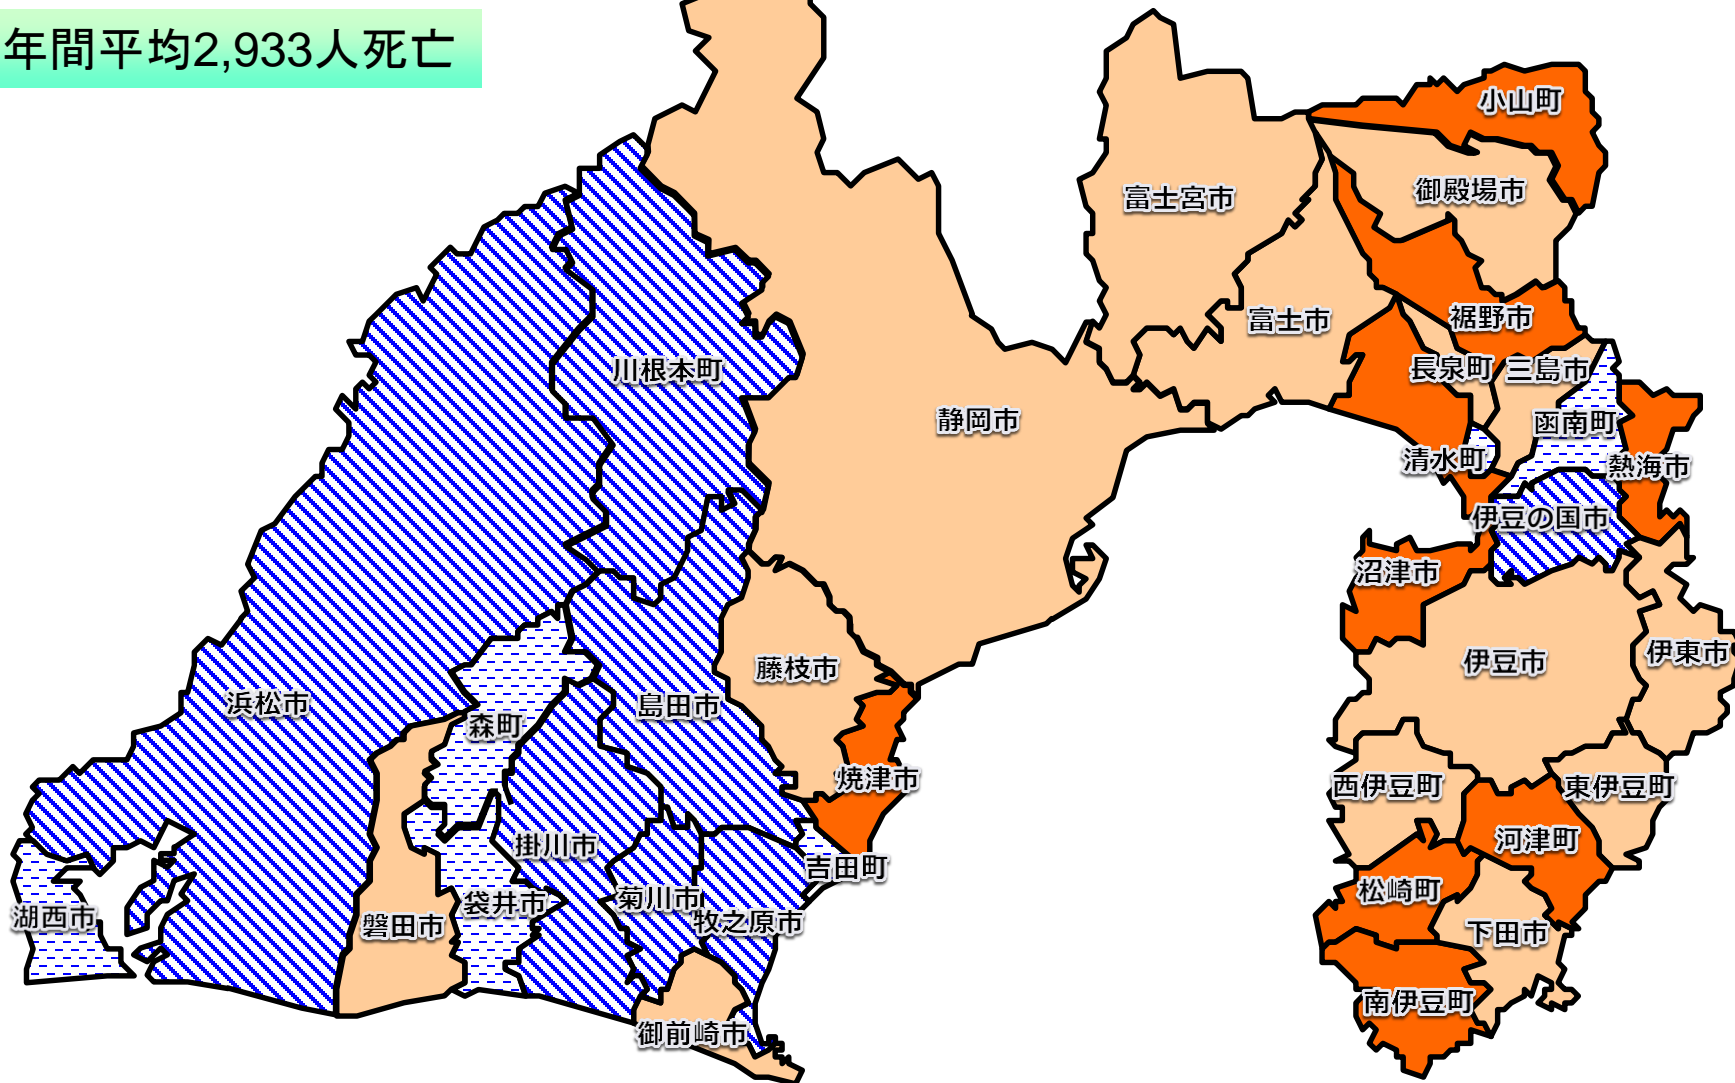 年間平均2,933人死亡
小山町
御殿場市
富士宮市
富士市
裾野市
長泉町
三島市
川根本町
静岡市
函南町
清水町
熱海市
伊豆の国市
沼津市
伊豆市
伊東市
藤枝市
浜松市
島田市
森町
焼津市
西伊豆町
東伊豆町
河津町
掛川市
吉田町
松崎町
菊川市
袋井市
湖西市
磐田市
牧之原市
下田市
南伊豆町
御前崎市